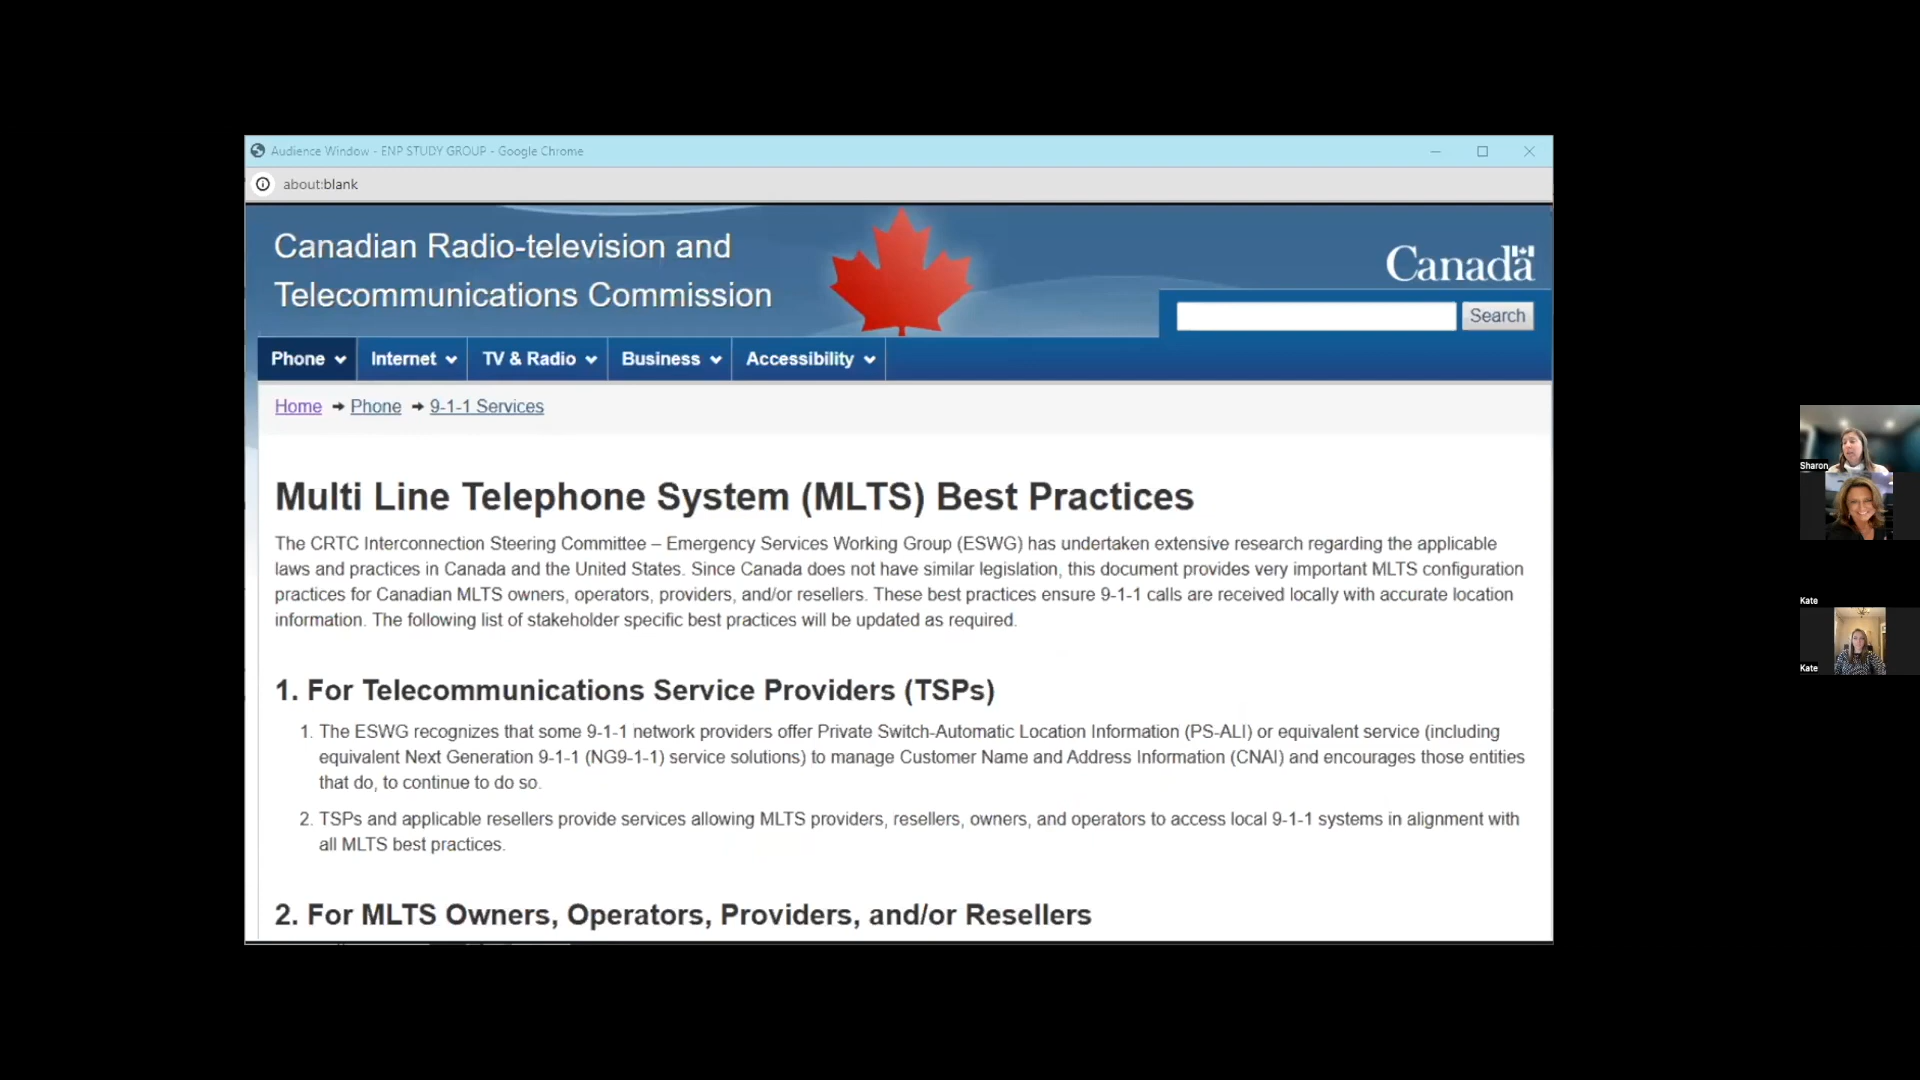 Audience Window - ENP STUDY GROUP - Google Chrome
about:blank
Canadian Radio-television and
Telecommunications Commission
Canada
Search
Phone Internet TV & Radio Business Accessibility
Home → Phone → 9-1-1 Services
Multi Line Telephone System (MLTS) Best Practices
The CRTC Interconnection Steering Committee – Emergency Services Working Group (ESWG) has undertaken extensive research regarding the applicable
laws and practices in Canada and the United States. Since Canada does not have similar legislation, this document provides very important MLTS configuration
practices for Canadian MLTS owners, operators, providers, and/or resellers. These best practices ensure 9-1-1 calls are received locally with accurate location
information. The following list of stakeholder specific best practices will be updated as required.
1. For Telecommunications Service Providers (TSPs)
1. The ESWG recognizes that some 9-1-1 network providers offer Private Switch-Automatic Location Information (PS-ALI) or equivalent service (including
equivalent Next Generation 9-1-1 (NG9-1-1) service solutions) to manage Customer Name and Address Information (CNAI) and encourages those entities
that do, to continue to do so.
2. TSPs and applicable resellers provide services allowing MLTS providers, resellers, owners, and operators to access local 9-1-1 systems in alignment with
all MLTS best practices.
2. For MLTS Owners, Operators, Providers, and/or Resellers
Sharon
Kate
Kate